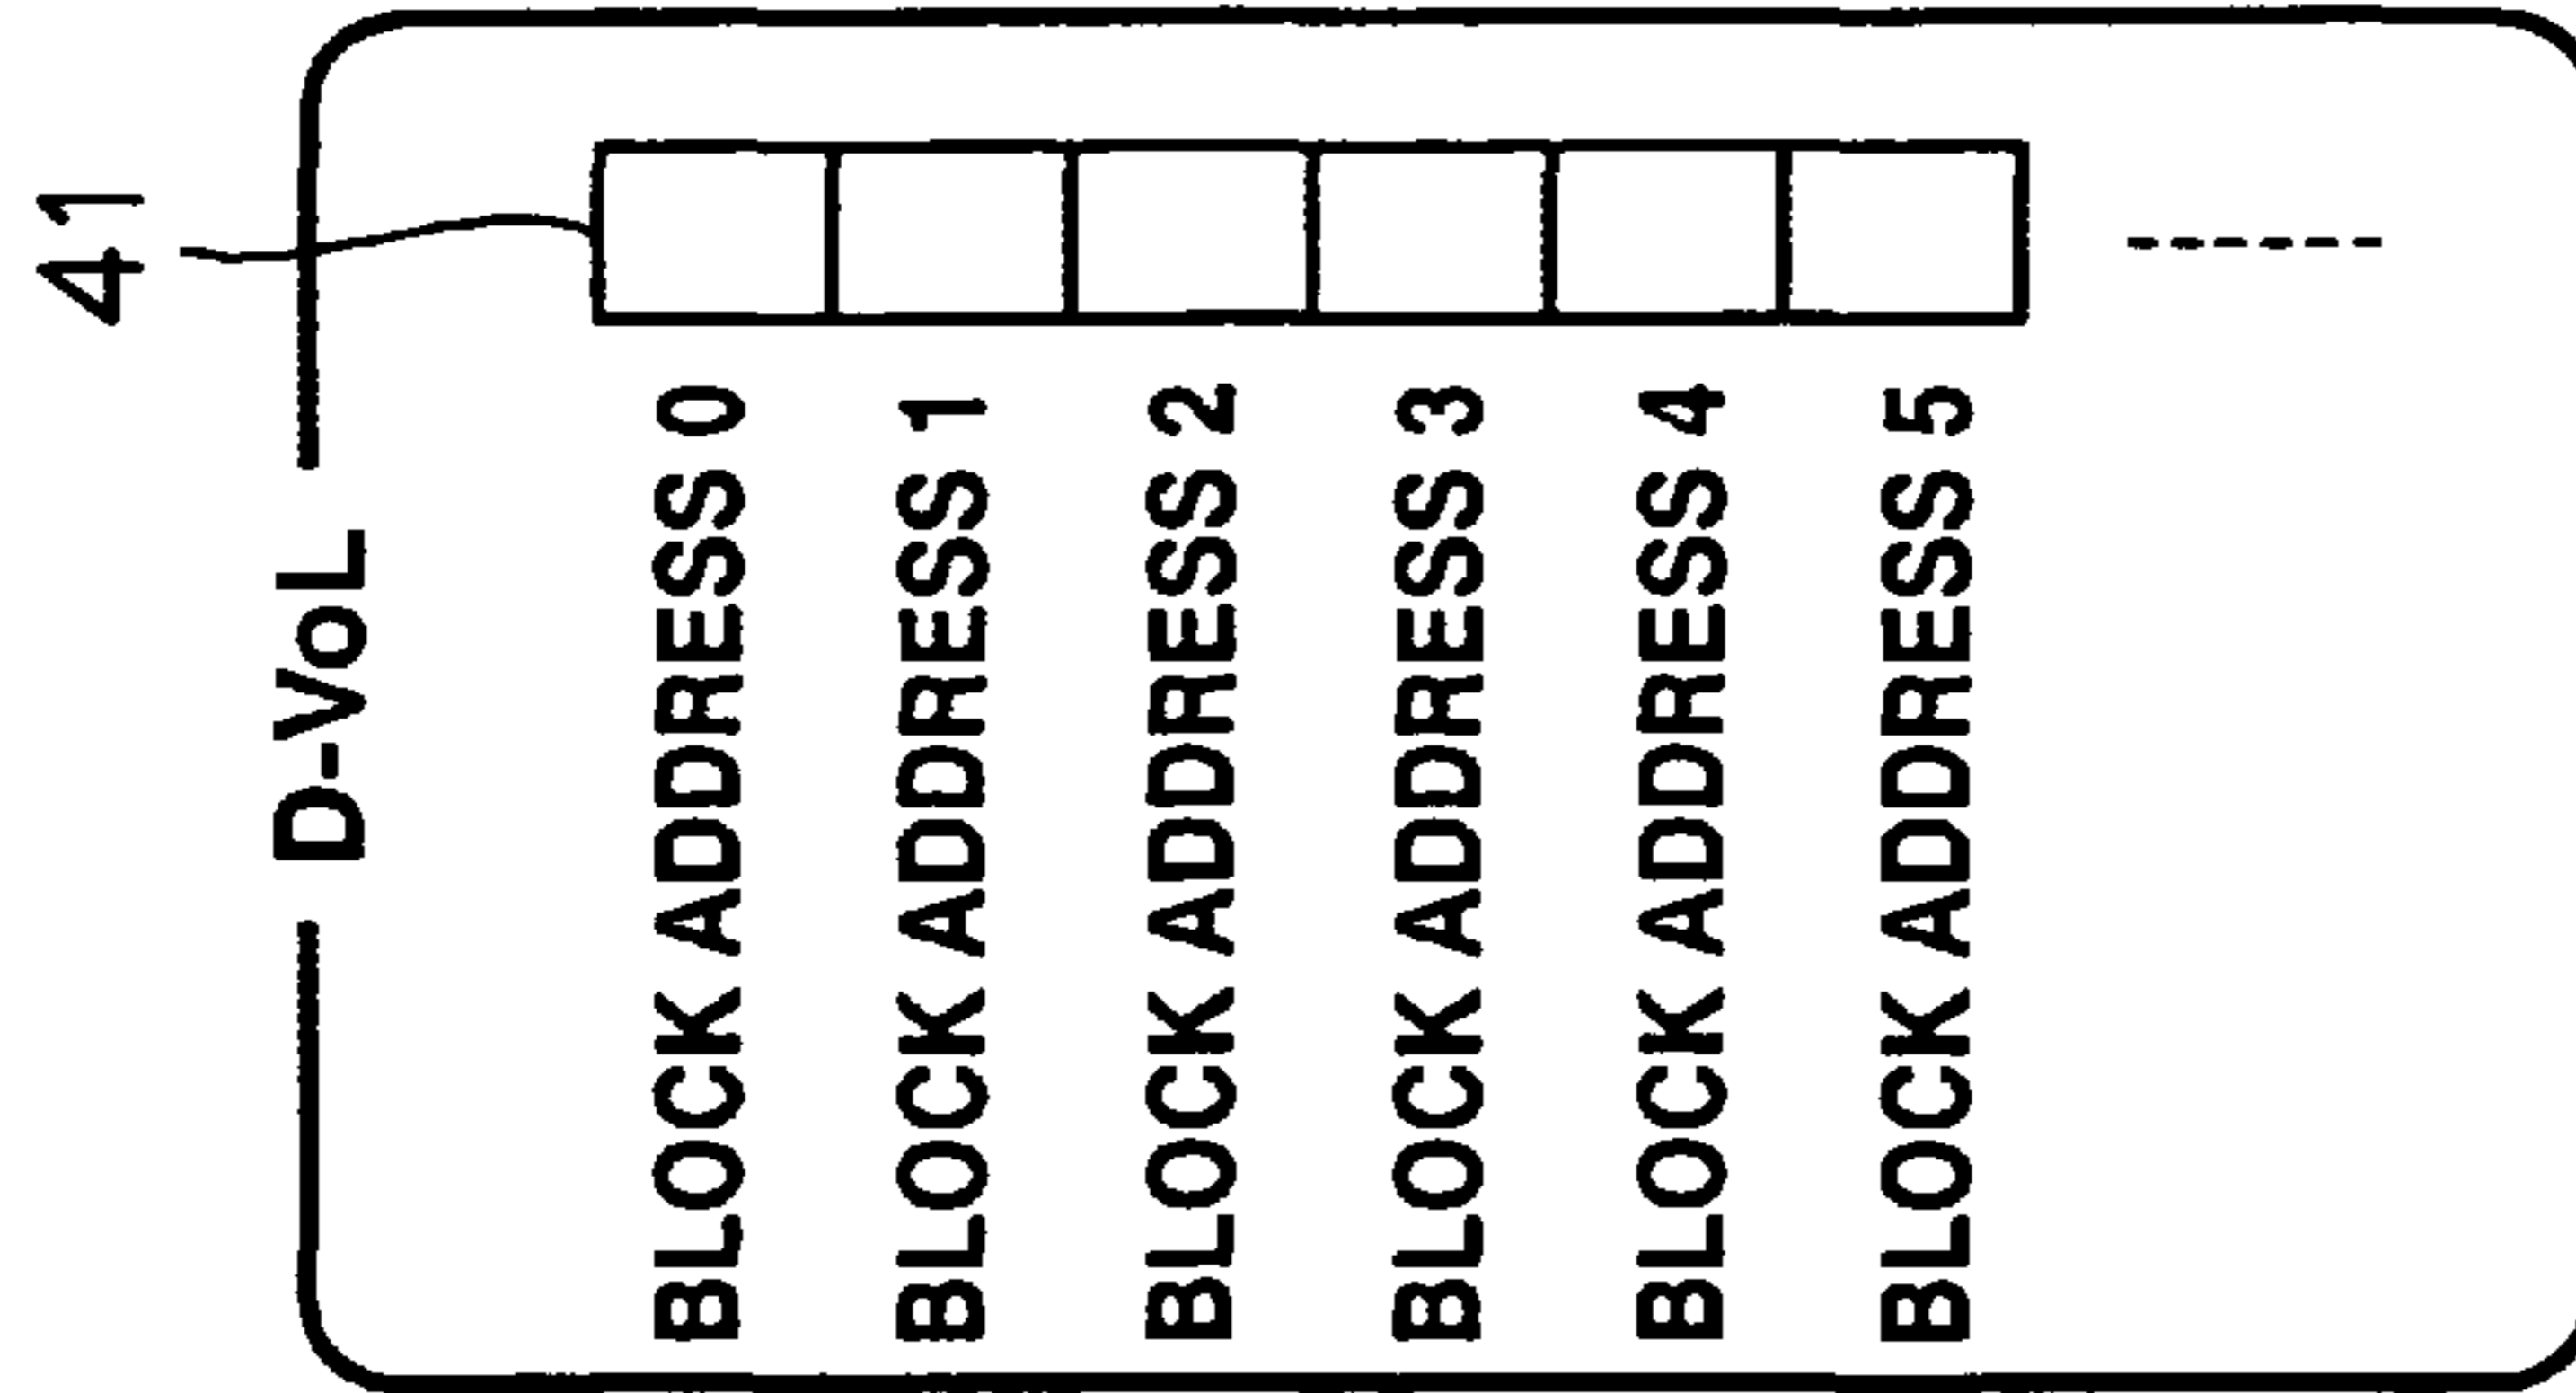 41
D-VoL
BLOCK ADDRESS 0
BLOCK ADDRESS 1
BLOCK ADDRESS 2
BLOCK ADDRESS 3
BLOCK ADDRESS 4
BLOCK ADDRESS 5